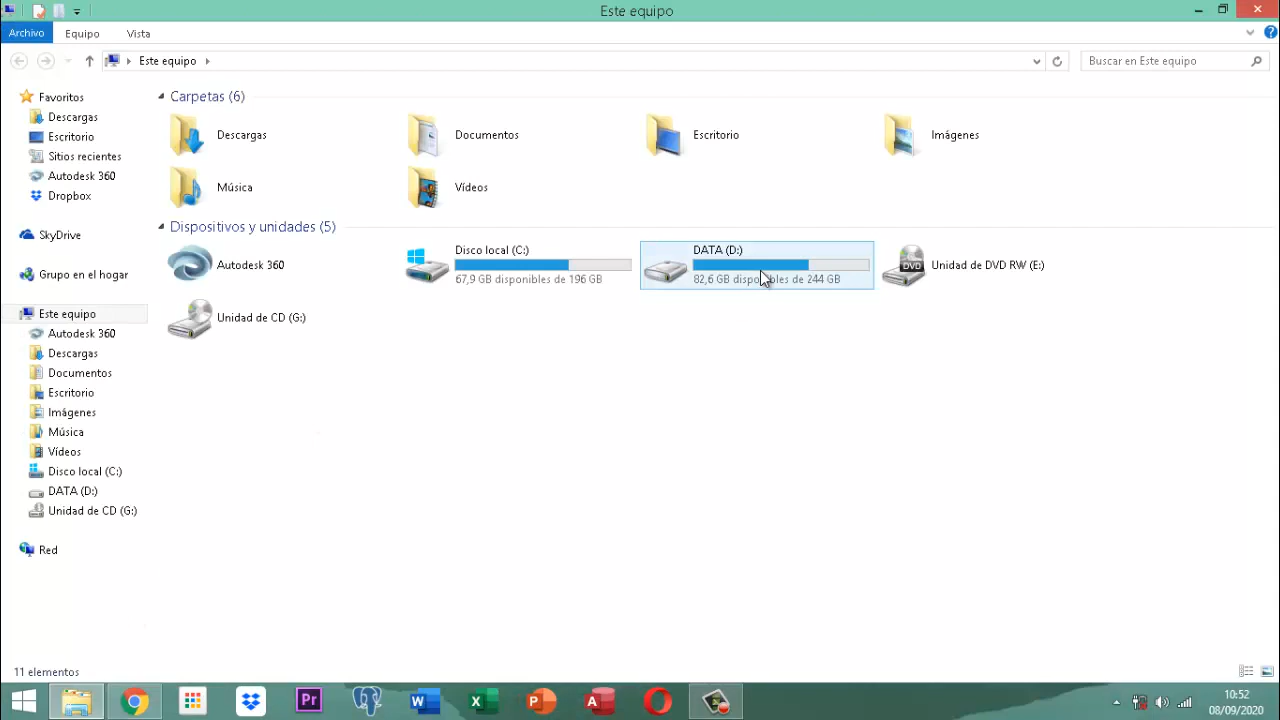 Este equipo
Archivo
Equipo
Vista
Este equipo
Buscar en Este equipo
Favoritos
Descargas
Escritorio
Sitios recientes
Autodesk 360
Dropbox
SkyDrive
Grupo en el hogar
Este equipo
Autodesk 360
Descargas
Documentos
Escritorio
Imágenes
Música
Vídeos
Disco local (C:)
DATA (D:)
Unidad de CD (G:)
Red
Carpetas (6)
Descargas
Documentos
Escritorio
Imágenes
Música
Vídeos
Dispositivos y unidades (5)
Autodesk 360
Disco local (C:)
67,9 GB disponibles de 196 GB
DATA (D:)
82,6 GB disponibles de 244 GB
DVD
Unidad de DVD RW (E:)
Unidad de CD (G:)
11 elementos
Pr
W
X
P
A
10:52
08/09/2020